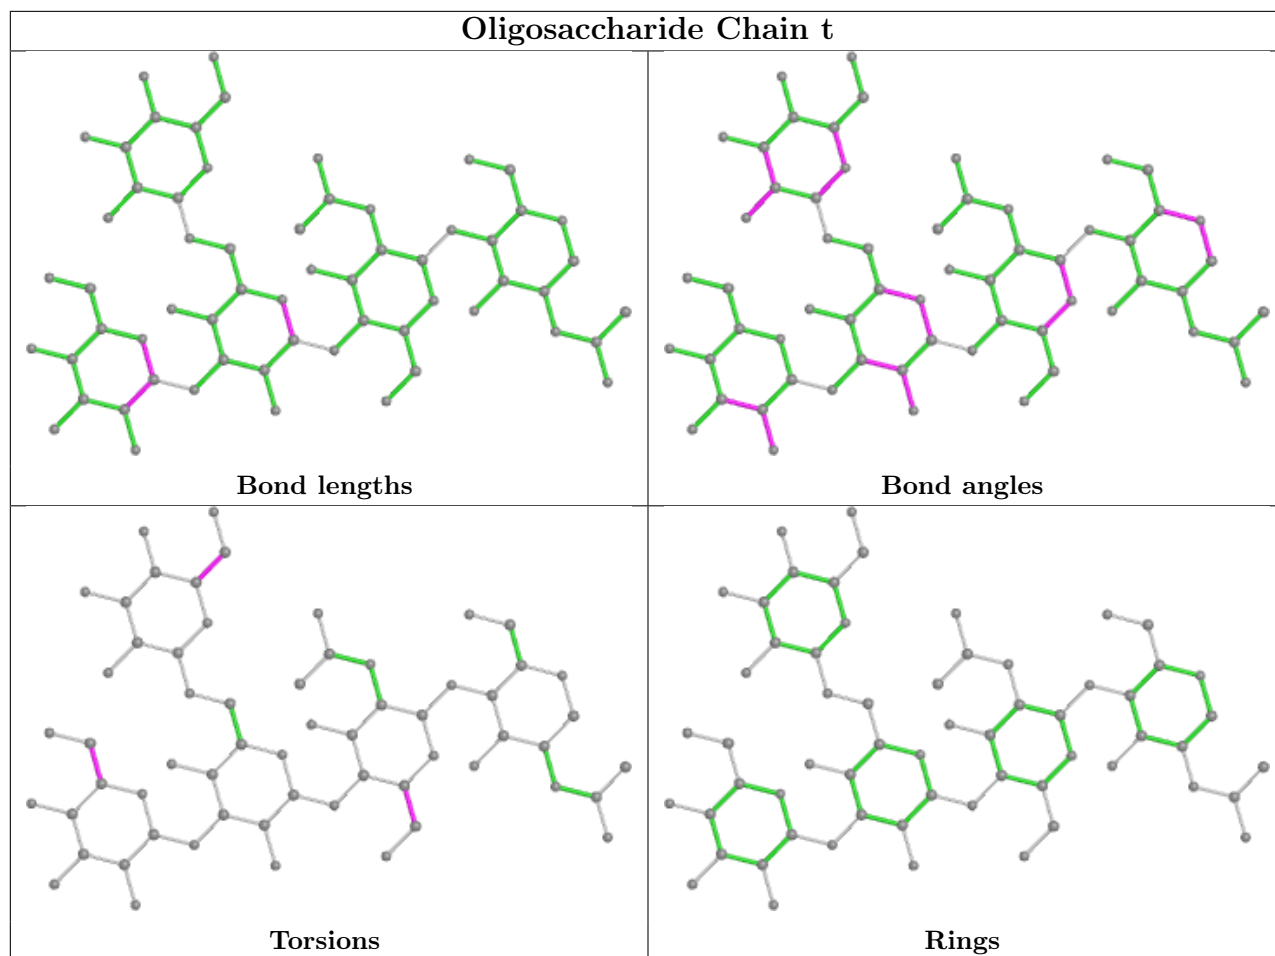 Oligosaccharide Chain t
Bond lengths
Bond angles
Torsions
Rings